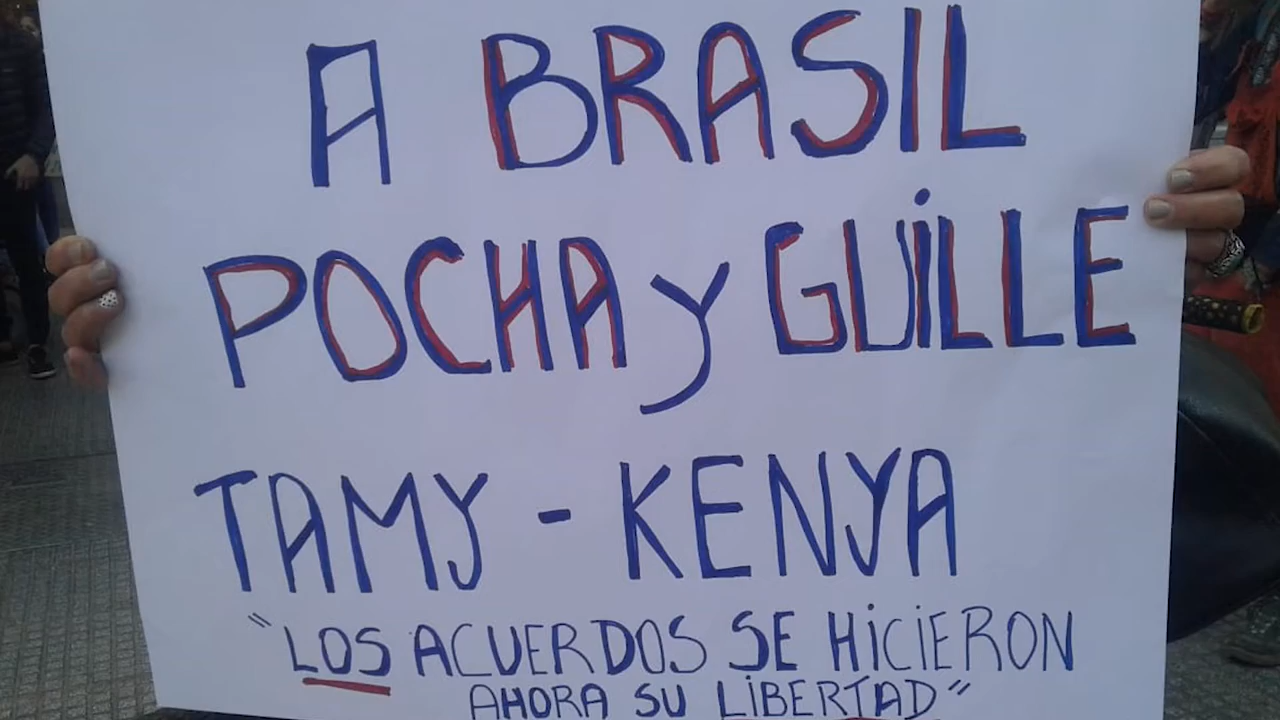 A BRASIL
POCHA y GUiLLE
TAMY - KENYA
"LOS ACUERDOS SE HiCiERON
AHORA SU LiBERTAD"